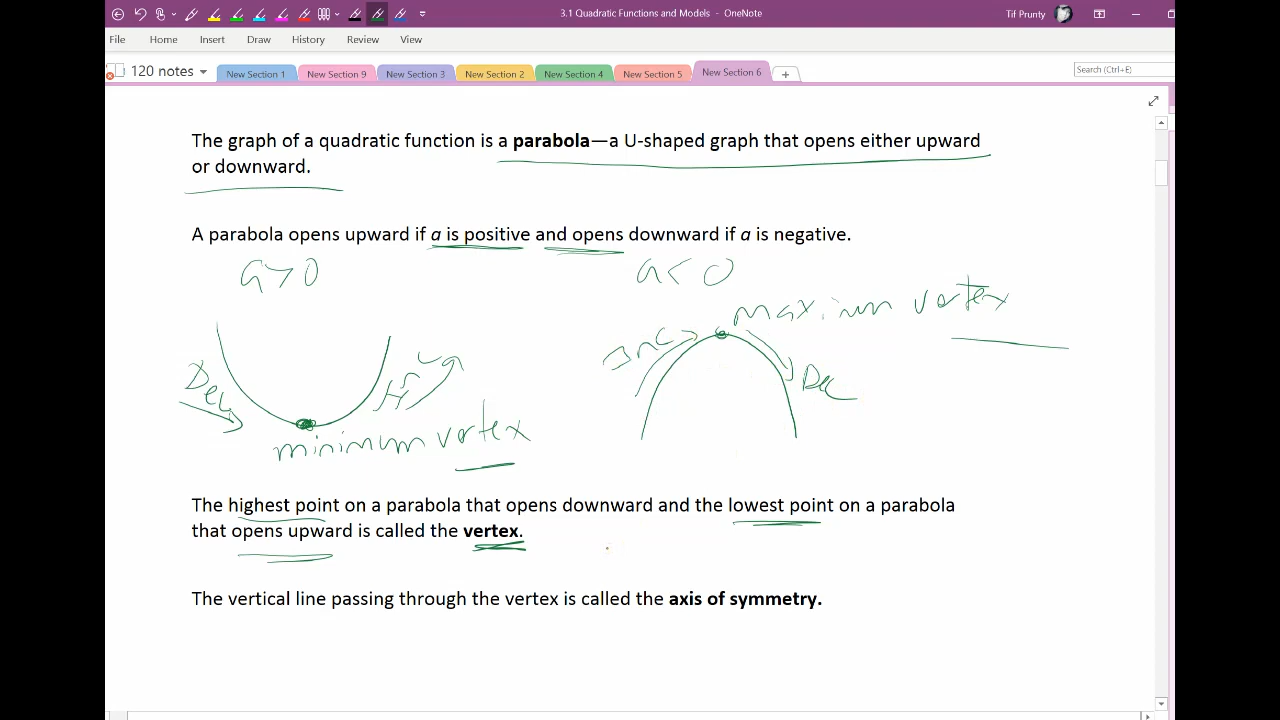 3.1 Quadratic Functions and Models - OneNote
Tif Prunty
File Home Insert Draw History Review View
120 notes New Section 1 New Section 9 New Section 3 New Section 2 New Section 4 New Section 5 New Section 6 + Search (Ctrl+E)
The graph of a quadratic function is a parabola—a U-shaped graph that opens either upward
or downward.
A parabola opens upward if a is positive and opens downward if a is negative.
a > 0
a < 0
maximum vertex
Inc
Dec
Dec
Inc
minimum vertex
The highest point on a parabola that opens downward and the lowest point on a parabola
that opens upward is called the vertex.
The vertical line passing through the vertex is called the axis of symmetry.